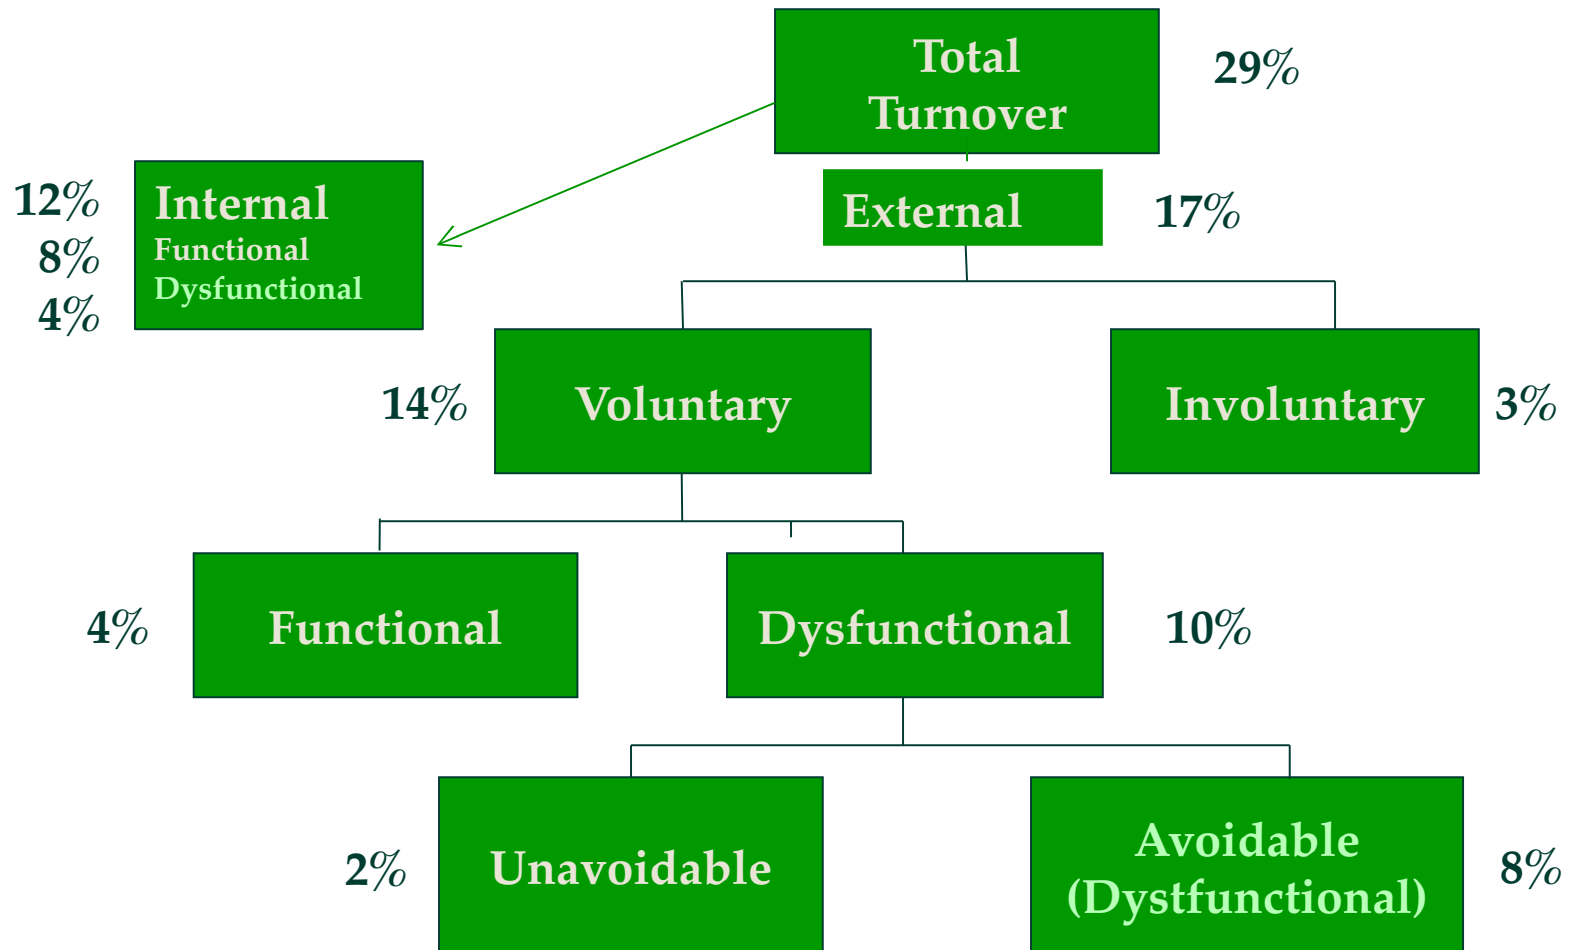 Total
Turnover
29%
12%
Internal
8%
Functional
Dysfunctional
4%
External
17%
14%
Voluntary
Involuntary
3%
4%
Functional
Dysfunctional
10%
2%
Unavoidable
Avoidable
(Dystfunctional)
8%